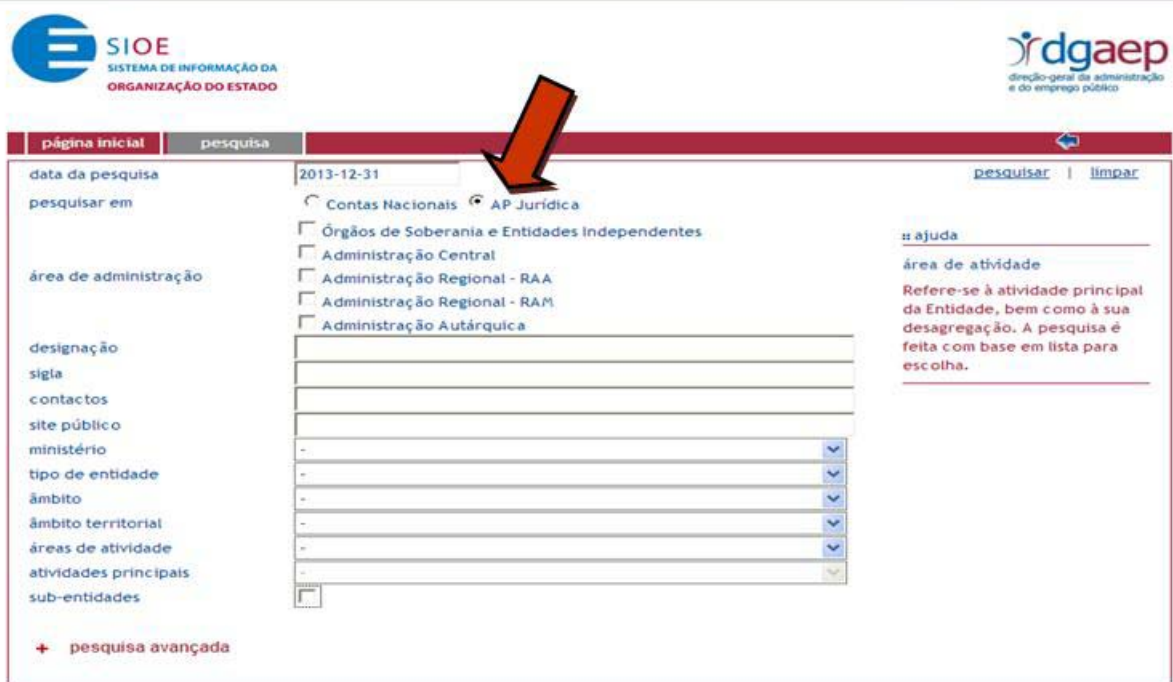 SIOE
SISTEMA DE INFORMAÇÃO DA
ORGANIZAÇÃO DO ESTADO
dgaep
direção-geral da administração
e do emprego público
página inicial
pesquisa
data da pesquisa 2013-12-31
pesquisar | limpar
pesquisar em Contas Nacionais AP Jurídica
área de administração
Órgãos de Soberania e Entidades Independentes
Administração Central
Administração Regional - RAA
Administração Regional - RAM
Administração Autárquica
designação
sigla
contactos
site público
ministério -
tipo de entidade -
âmbito -
âmbito territorial -
áreas de atividade -
atividades principais -
sub-entidades
+ pesquisa avançada
:: ajuda
área de atividade
Refere-se à atividade principal
da Entidade, bem como à sua
desagregação. A pesquisa é
feita com base em lista para
escolha.